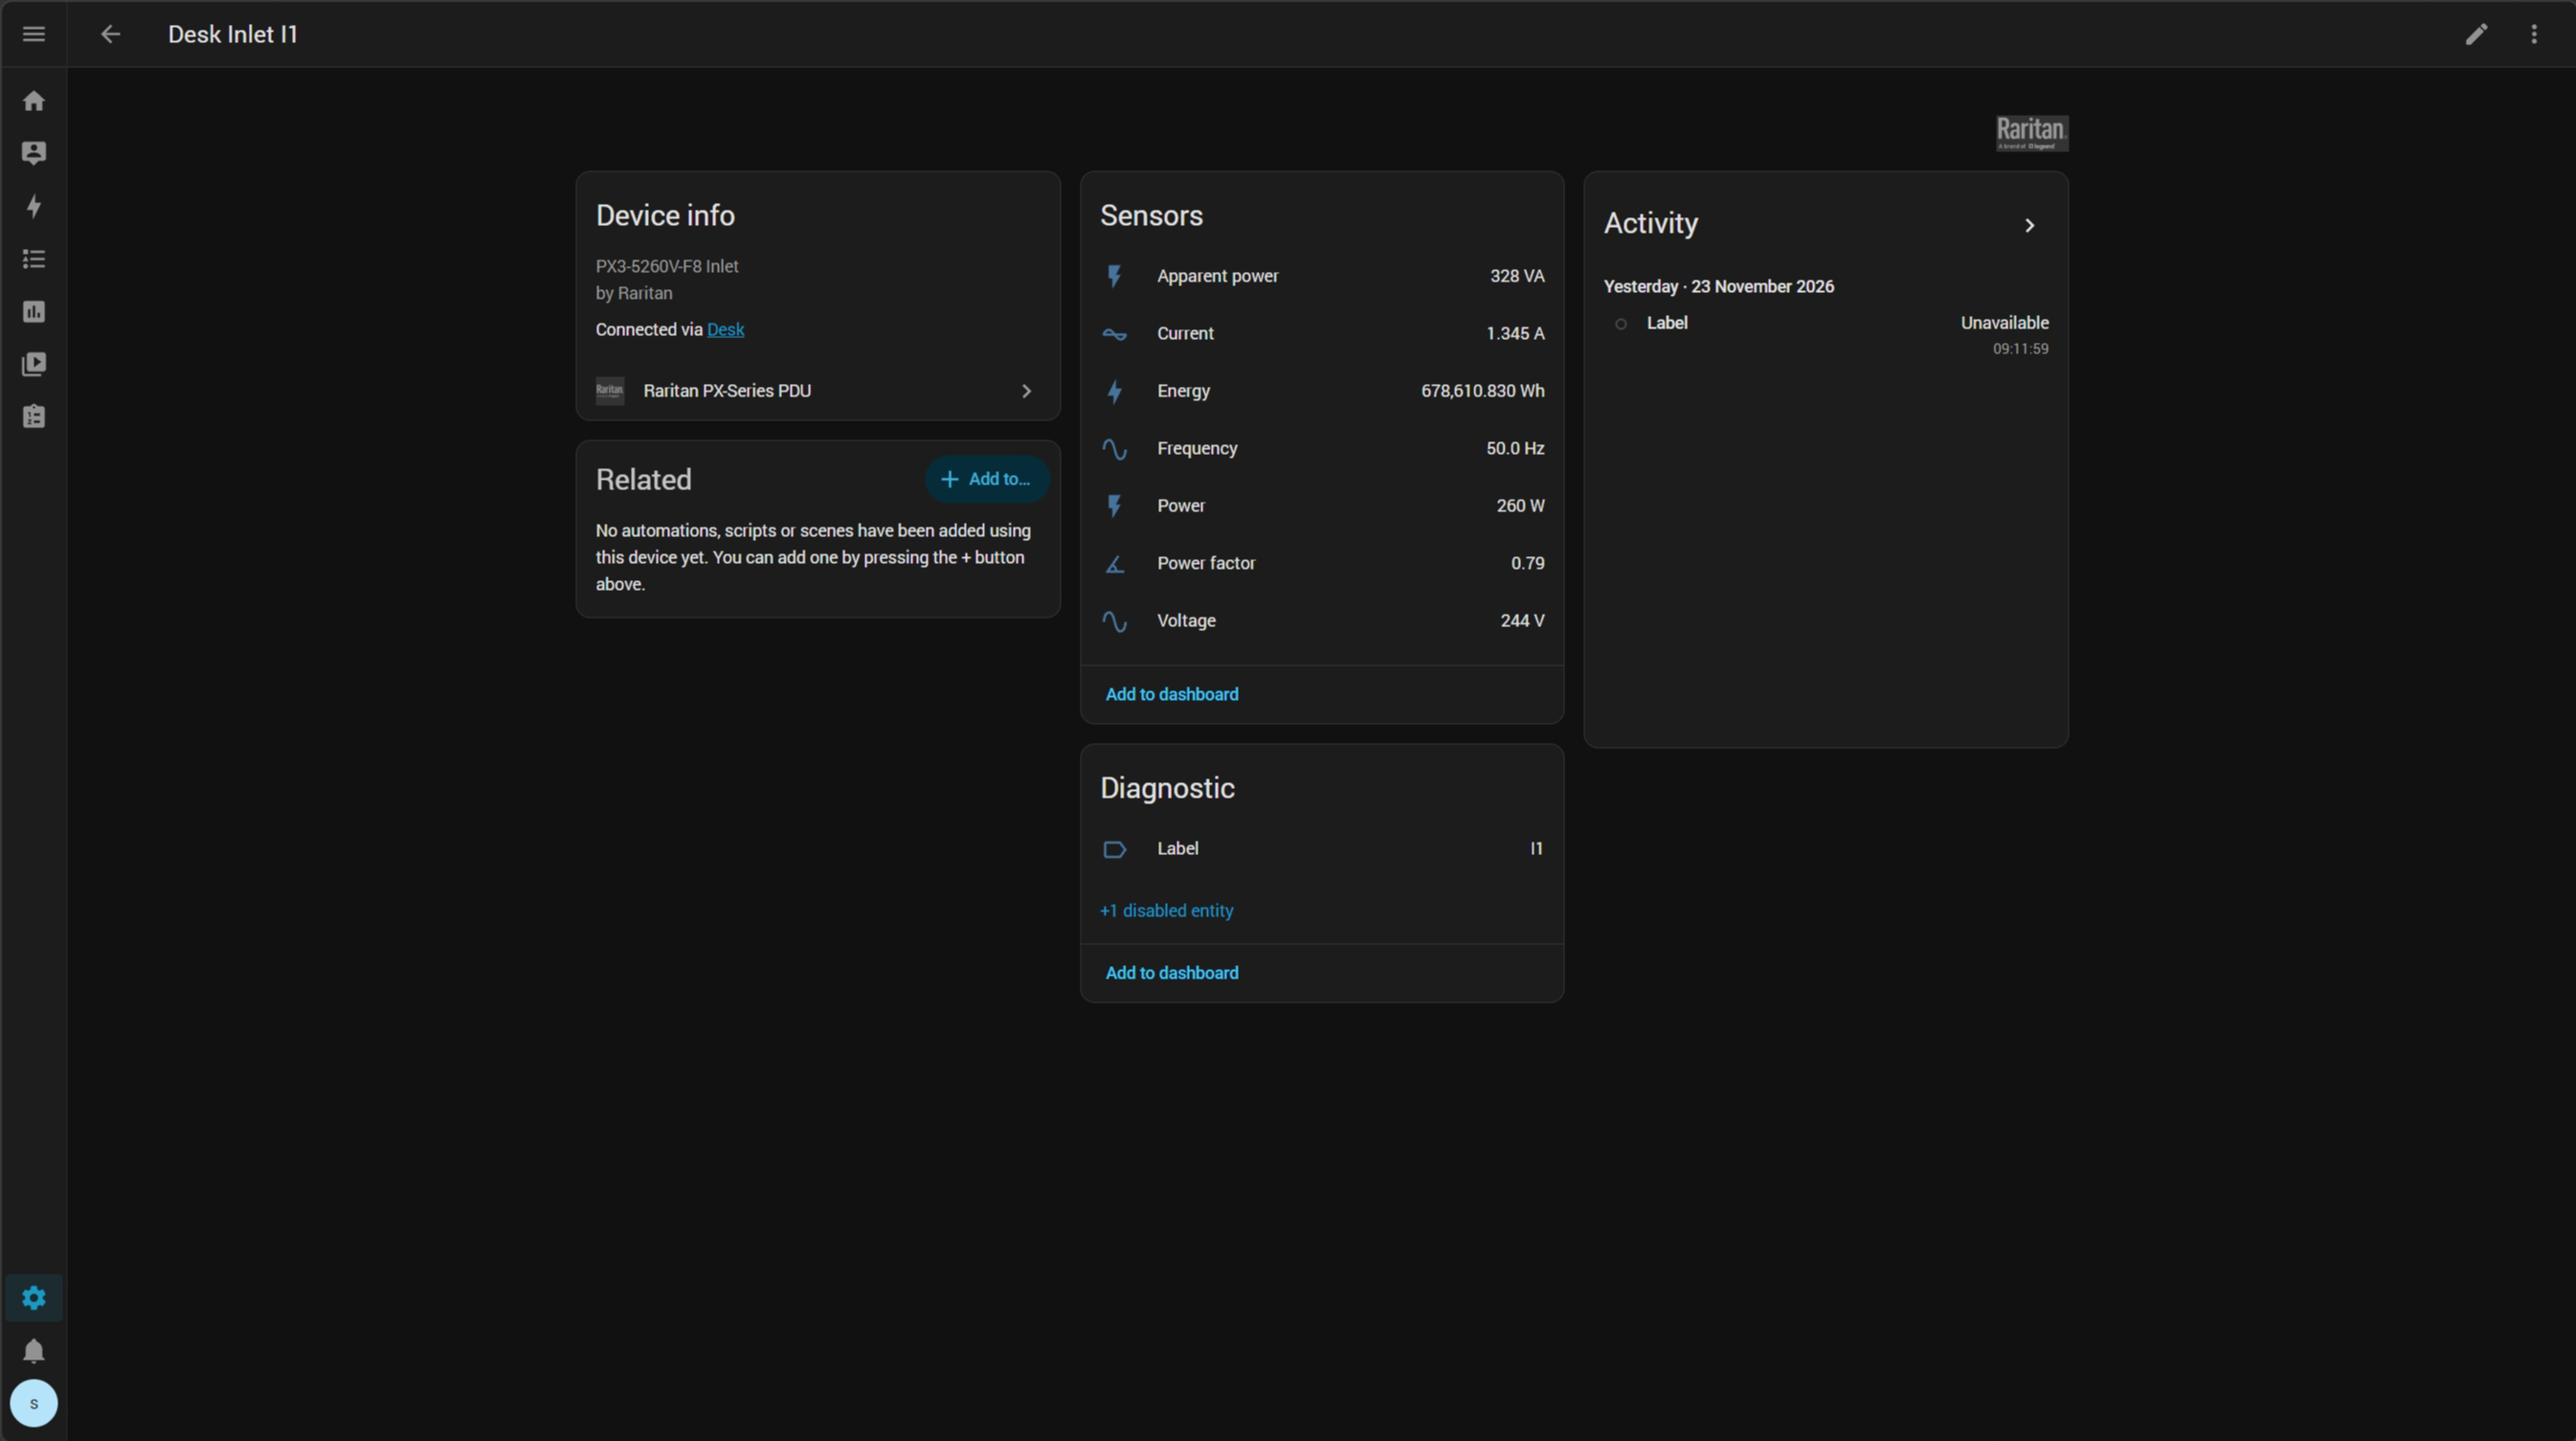 Desk Inlet I1
Raritan.
A brand of legrand
Device info
PX3-5260V-F8 Inlet
by Raritan
Connected via Desk
Raritan
Raritan PX-Series PDU
Related
+ Add to...
No automations, scripts or scenes have been added using
this device yet. You can add one by pressing the + button
above.
Sensors
Apparent power 328 VA
Current 1.345 A
Energy 678,610.830 Wh
Frequency 50.0 Hz
Power 260 W
Power factor 0.79
Voltage 244 V
Add to dashboard
Diagnostic
Label I1
+1 disabled entity
Add to dashboard
Activity
Yesterday · 23 November 2026
Label Unavailable
09:11:59
s